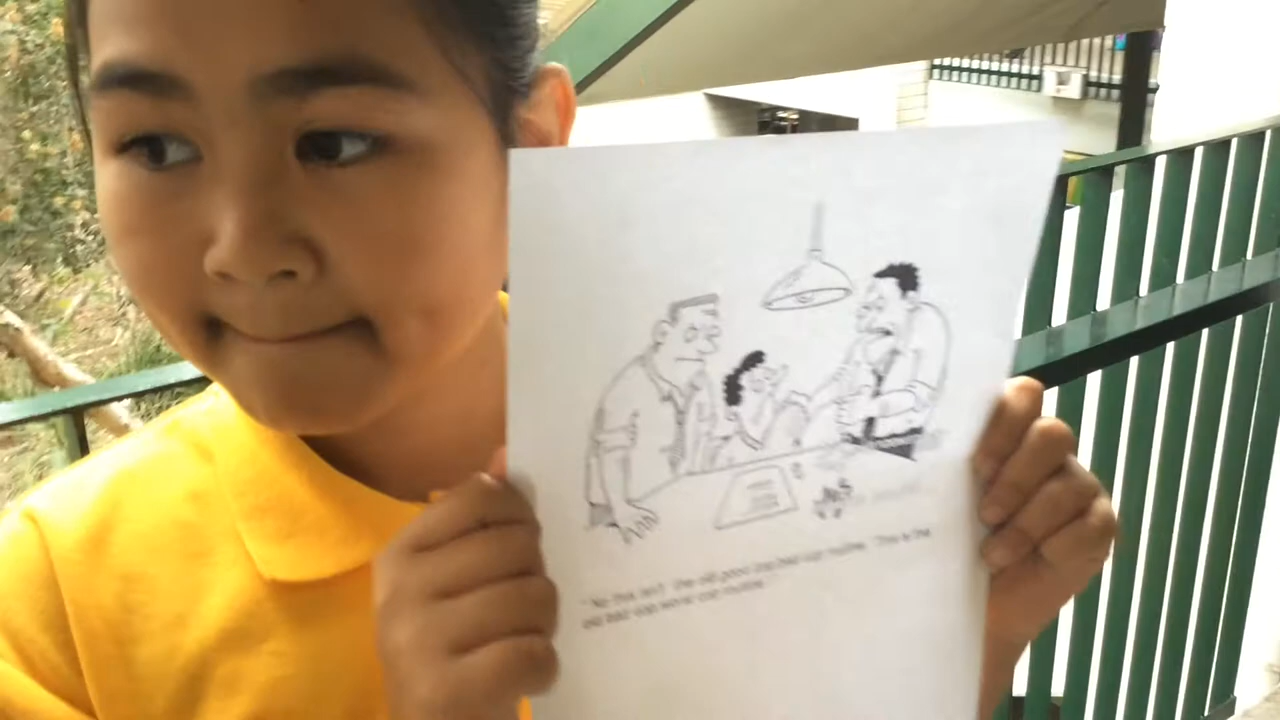 "No this isn't the old good cop bad cop routine. This is the
old bad cop worse cop routine."